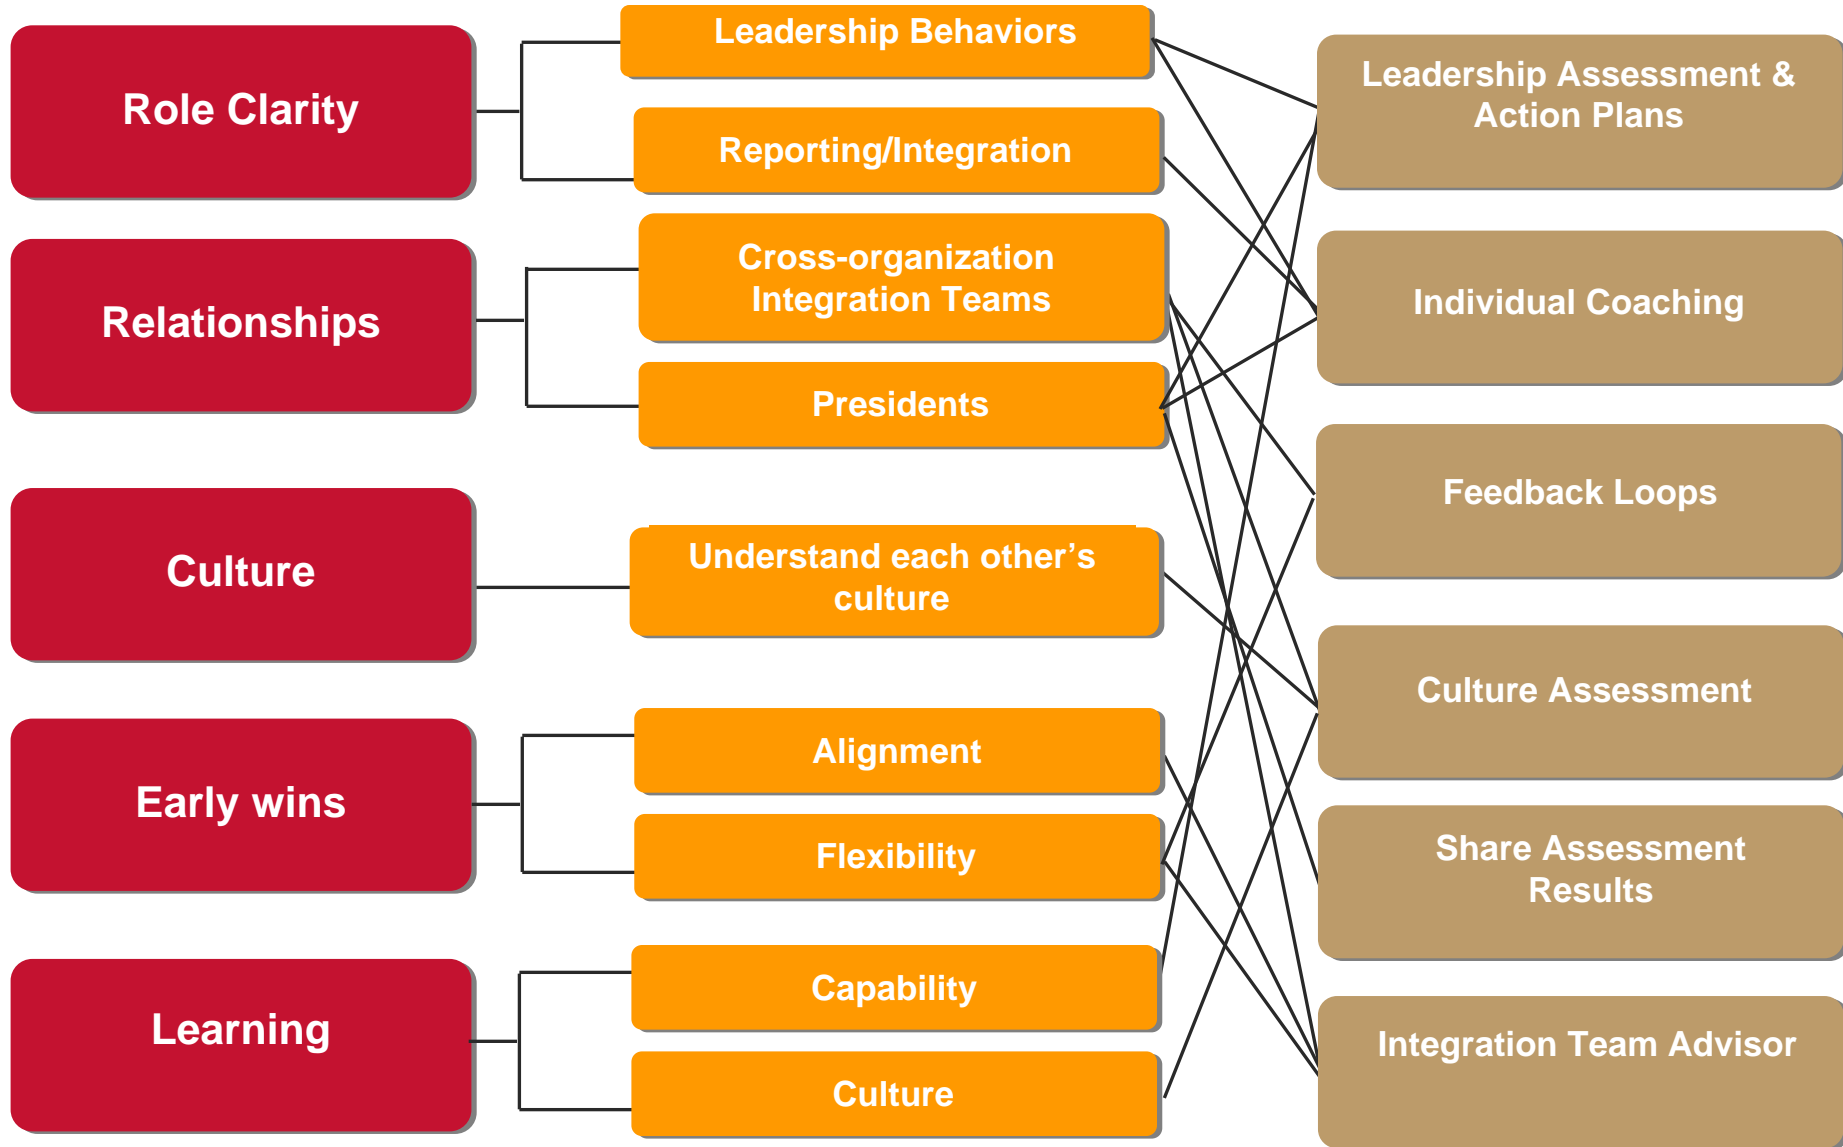 Role Clarity
Relationships
Culture
Early wins
Learning
Leadership Behaviors
Reporting/Integration
Cross-organization
Integration Teams
Presidents
Understand each other’s
culture
Alignment
Flexibility
Capability
Culture
Leadership Assessment &
Action Plans
Individual Coaching
Feedback Loops
Culture Assessment
Share Assessment
Results
Integration Team Advisor